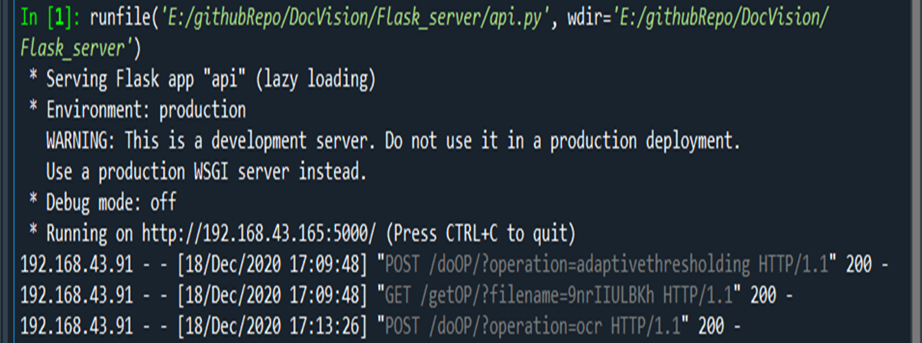 In [1]: runfile('E:/githubRepo/DocVision/Flask_server/api.py', wdir='E:/githubRepo/DocVision/
Flask_server')
* Serving Flask app "api" (lazy loading)
* Environment: production
WARNING: This is a development server. Do not use it in a production deployment.
Use a production WSGI server instead.
* Debug mode: off
* Running on http://192.168.43.165:5000/ (Press CTRL+C to quit)
192.168.43.91 - - [18/Dec/2020 17:09:48] "POST /doOP/?operation=adaptivethresholding HTTP/1.1" 200 -
192.168.43.91 - - [18/Dec/2020 17:09:48] "GET /getOP/?filename=9nrIIULBKh HTTP/1.1" 200 -
192.168.43.91 - - [18/Dec/2020 17:13:26] "POST /doOP/?operation=ocr HTTP/1.1" 200 -